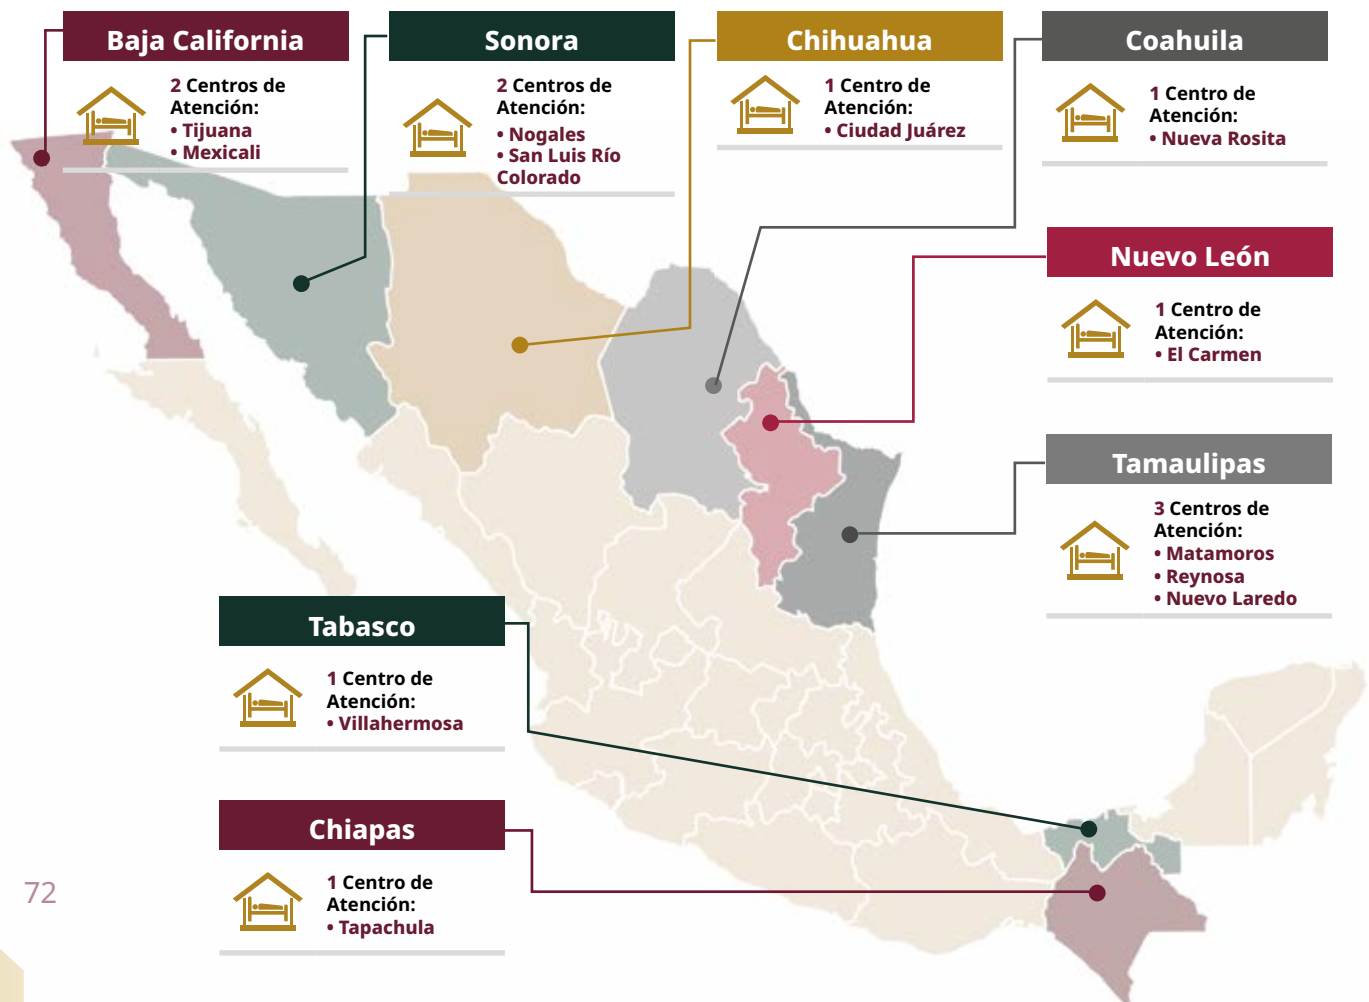 Baja California
2 Centros de
Atención:
• Tijuana
• Mexicali
Sonora
2 Centros de
Atención:
• Nogales
• San Luis Río
Colorado
Chihuahua
1 Centro de
Atención:
• Ciudad Juárez
Coahuila
1 Centro de
Atención:
• Nueva Rosita
Nuevo León
1 Centro de
Atención:
• El Carmen
Tamaulipas
3 Centros de
Atención:
• Matamoros
• Reynosa
• Nuevo Laredo
Tabasco
1 Centro de
Atención:
• Villahermosa
Chiapas
1 Centro de
Atención:
• Tapachula
72